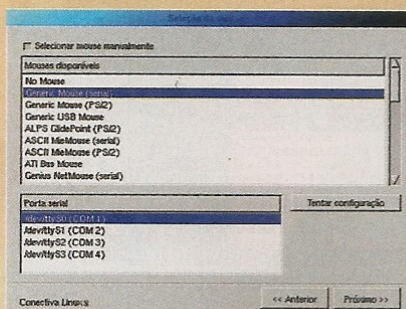 Seleção de
Selecionar mouse manualmente
Mouses disponíveis
No Mouse
Generic Mouse (serial)
Generic Mouse (PS/2)
Generic USB Mouse
ALPS GlidePoint (PS/2)
ASCII MieMouse (serial)
ASCII MieMouse (PS/2)
ATI Bus Mouse
Genius NetMouse (serial)
Porta serial
Tentar configuração
/dev/ttyS0 (COM 1)
/dev/ttyS1 (COM 2)
/dev/ttyS2 (COM 3)
/dev/ttyS3 (COM 4)
Conectiva Linux
<< Anterior
Próximo >>